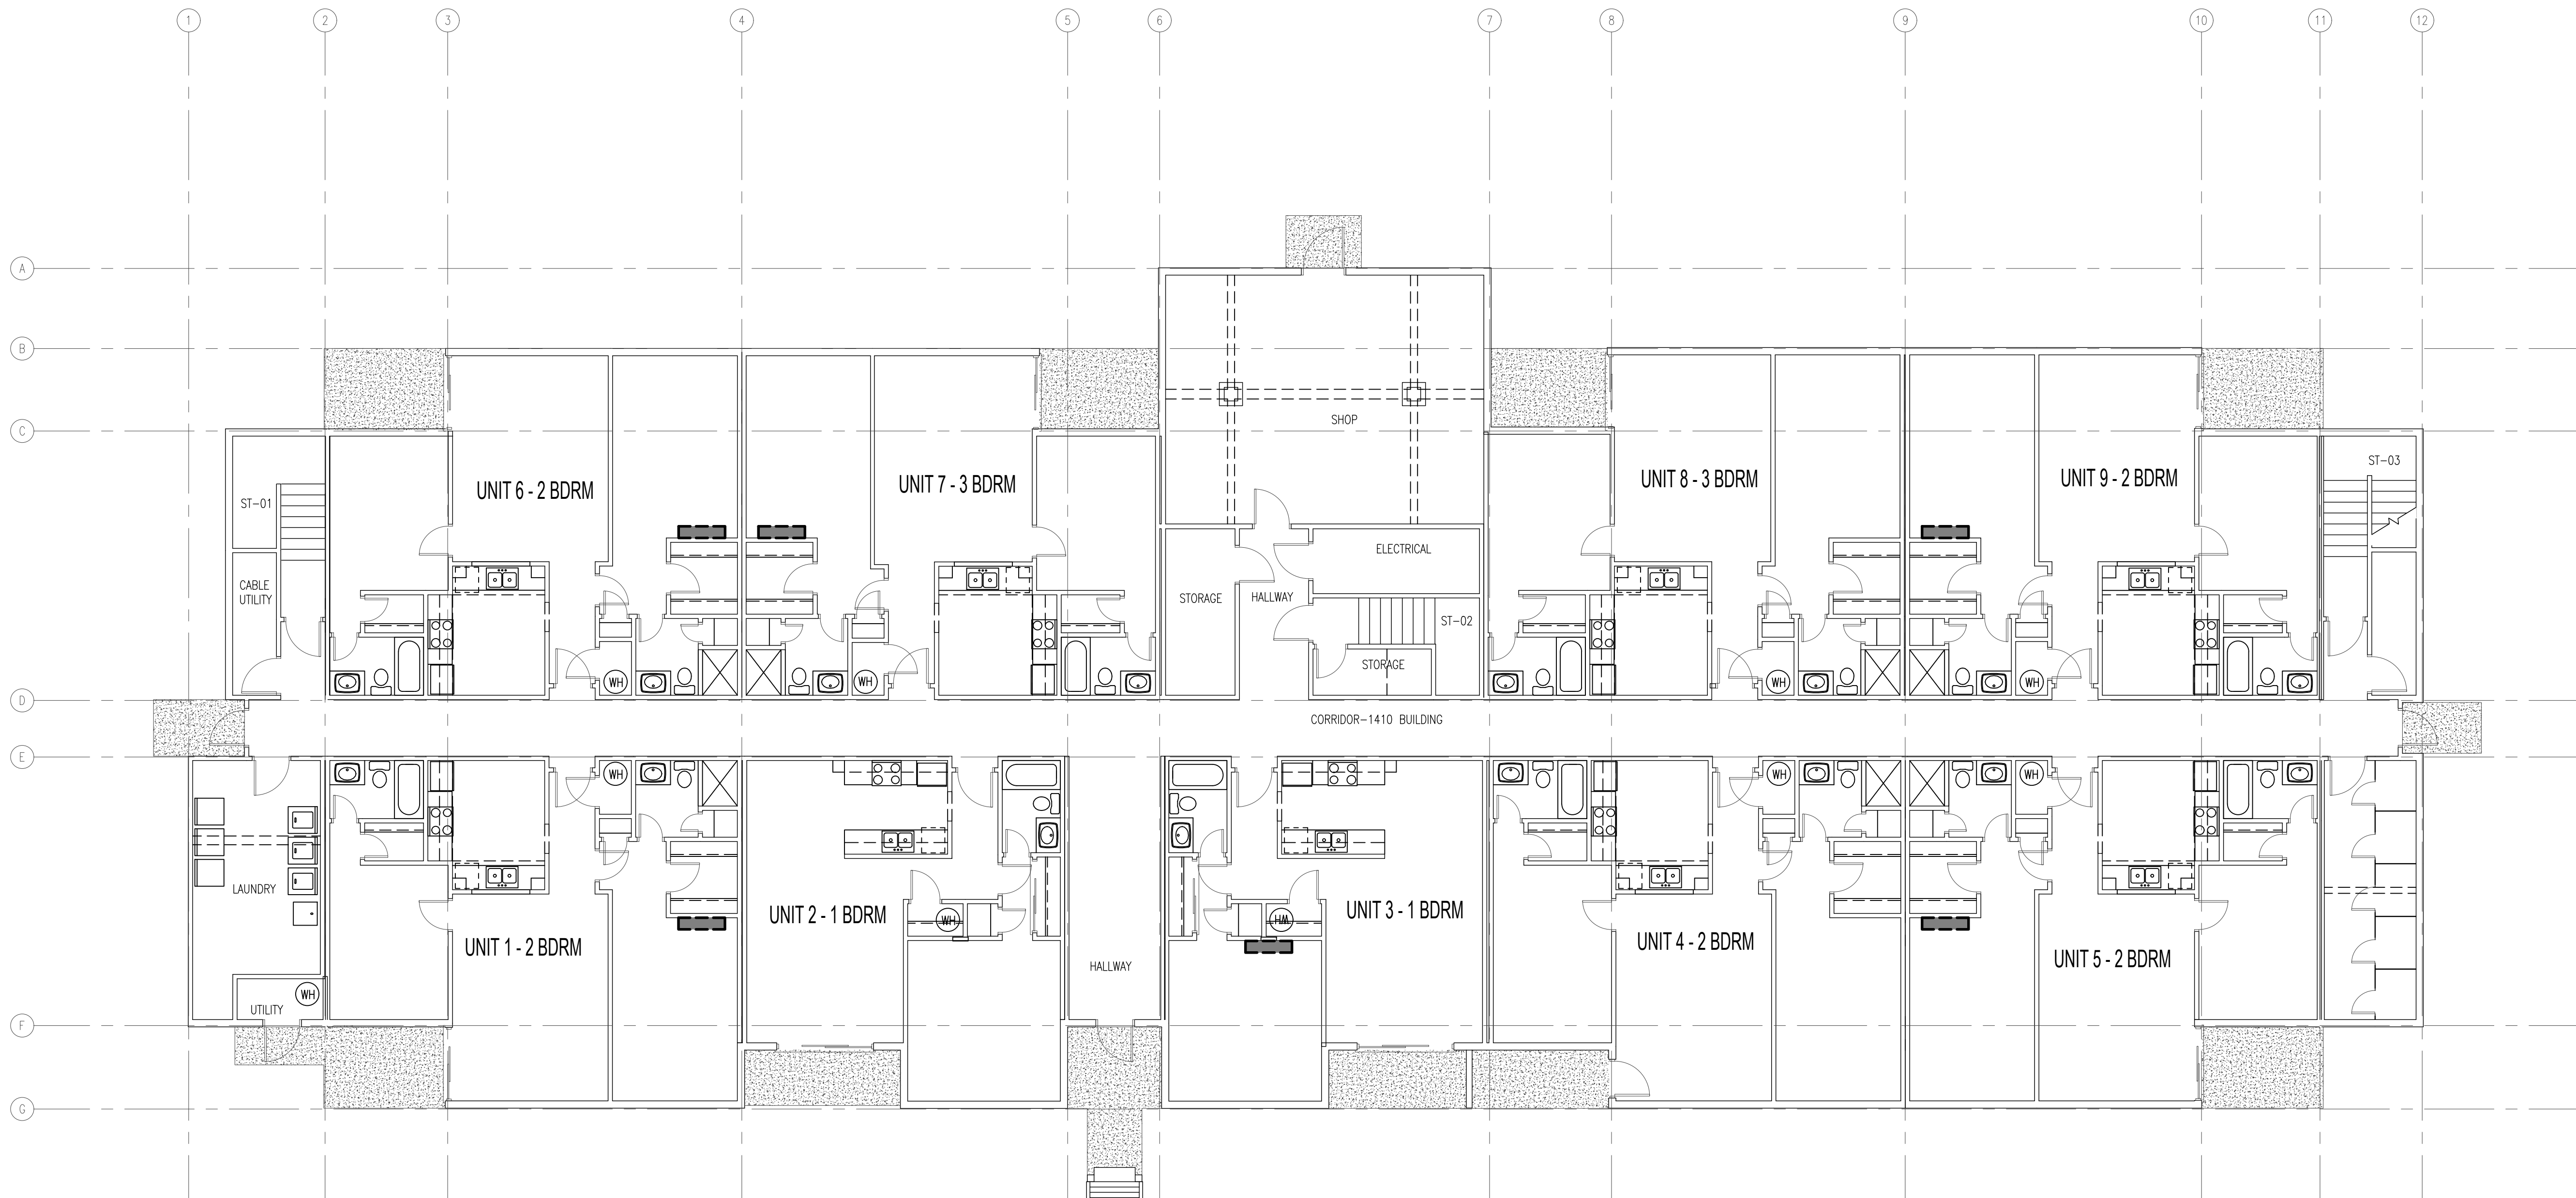 1 2 3 4 5 6 7 8 9 10 11 12
A
B
C
SHOP
ST-03
UNIT 6 - 2 BDRM
UNIT 7 - 3 BDRM
UNIT 8 - 3 BDRM
UNIT 9 - 2 BDRM
ST-01
ELECTRICAL
CABLE
UTILITY
STORAGE
HALLWAY
ST-02
STORAGE
WH
WH
WH
WH
D
CORRIDOR-1410 BUILDING
E
WH
WH
WH
LAUNDRY
UNIT 1 - 2 BDRM
UNIT 2 - 1 BDRM
WH
WH
UNIT 3 - 1 BDRM
UNIT 4 - 2 BDRM
UNIT 5 - 2 BDRM
HALLWAY
WH
UTILITY
F
G